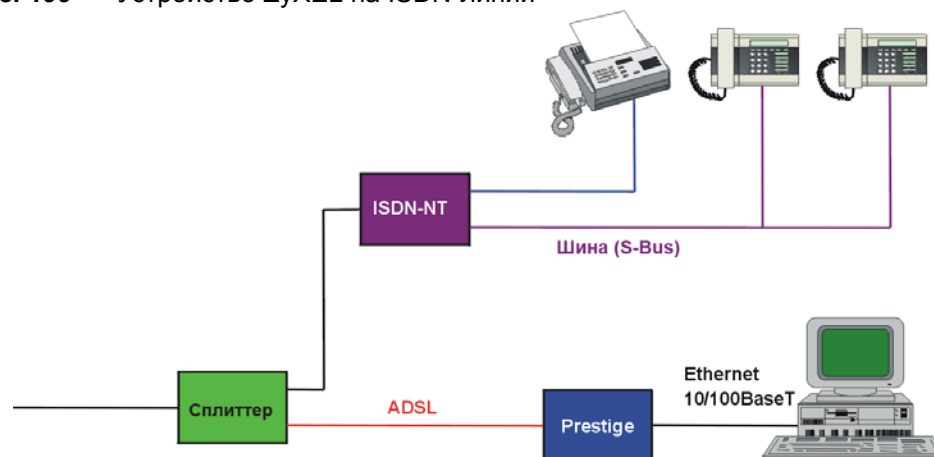 Устройство ZyXEL на ISDN-линии
ISDN-NT
Шина (S-Bus)
Сплиттер
ADSL
Prestige
Ethernet
10/100BaseT